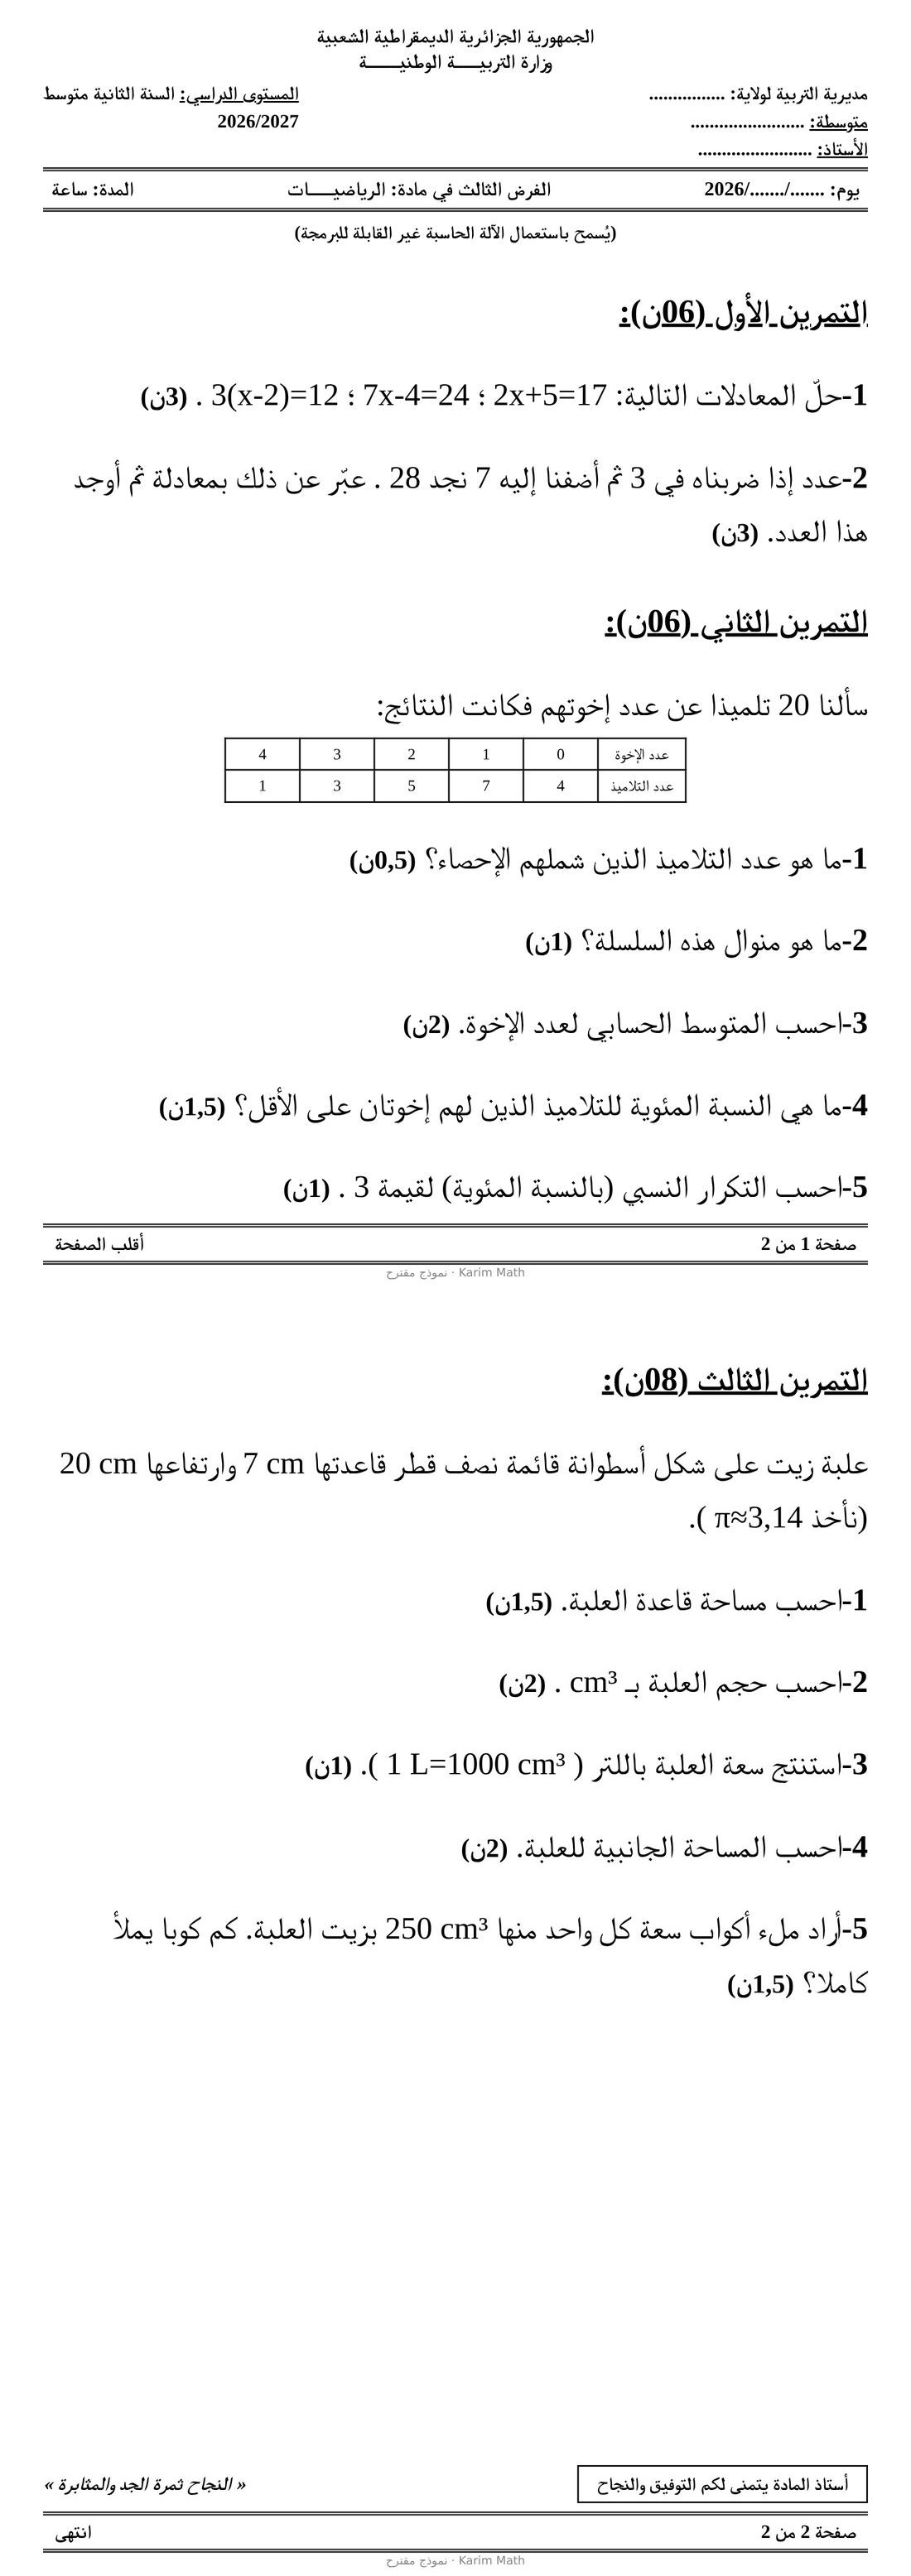 الجمهورية الجزائرية الديمقراطية الشعبية
وزارة التربيـــــة الوطنيـــــــة
مديرية التربية لولاية: ................
المستوى الدراسي: السنة الثانية متوسط
متوسطة: ........................
2026/2027
الأستاذ: ........................
يوم: ......./......./2026
الفرض الثالث في مادة: الرياضيـــــات
المدة: ساعة
(يُسمح باستعمال الآلة الحاسبة غير القابلة للبرمجة)
التمرين الأول (06ن):
1-حلّ المعادلات التالية: 2x+5=17 ؛ 7x-4=24 ؛ 3(x-2)=12 . (3ن)
2-عدد إذا ضربناه في 3 ثم أضفنا إليه 7 نجد 28 . عبّر عن ذلك بمعادلة ثم أوجد
هذا العدد. (3ن)
التمرين الثاني (06ن):
سألنا 20 تلميذا عن عدد إخوتهم فكانت النتائج:
عدد الإخوة 0 1 2 3 4
عدد التلاميذ 4 7 5 3 1
1-ما هو عدد التلاميذ الذين شملهم الإحصاء؟ (0,5ن)
2-ما هو منوال هذه السلسلة؟ (1ن)
3-احسب المتوسط الحسابي لعدد الإخوة. (2ن)
4-ما هي النسبة المئوية للتلاميذ الذين لهم إخوتان على الأقل؟ (1,5ن)
5-احسب التكرار النسبي (بالنسبة المئوية) لقيمة 3 . (1ن)
صفحة 1 من 2
أقلب الصفحة
Karim Math · نموذج مقترح
التمرين الثالث (08ن):
علبة زيت على شكل أسطوانة قائمة نصف قطر قاعدتها 7 cm وارتفاعها 20 cm
(نأخذ π≈3,14 ).
1-احسب مساحة قاعدة العلبة. (1,5ن)
2-احسب حجم العلبة بـ cm³ . (2ن)
3-استنتج سعة العلبة باللتر ( 1 L=1000 cm³ ). (1ن)
4-احسب المساحة الجانبية للعلبة. (2ن)
5-أراد ملء أكواب سعة كل واحد منها 250 cm³ بزيت العلبة. كم كوبا يملأ
كاملا؟ (1,5ن)
أستاذ المادة يتمنى لكم التوفيق والنجاح
« النجاح ثمرة الجد والمثابرة »
صفحة 2 من 2
انتهى
Karim Math · نموذج مقترح